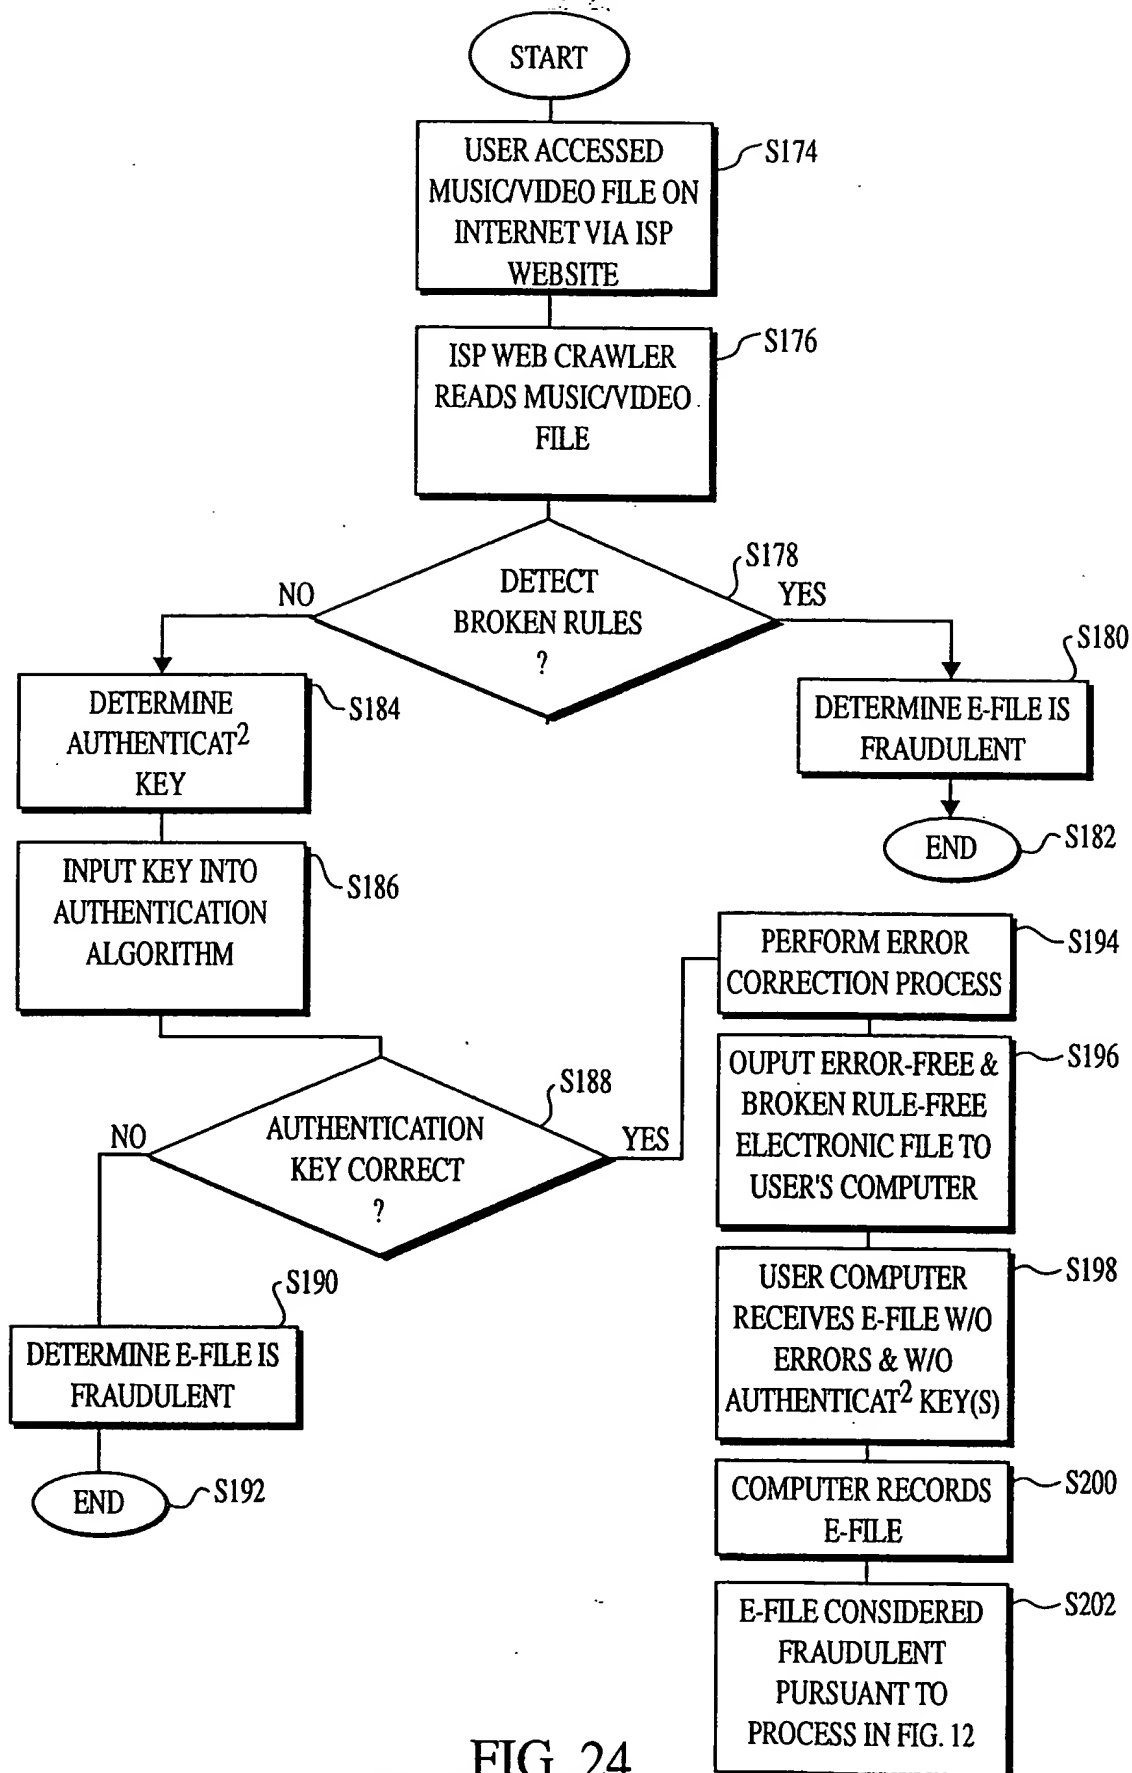 START
USER ACCESSED
MUSIC/VIDEO FILE ON
INTERNET VIA ISP
WEBSITE
S174
ISP WEB CRAWLER
READS MUSIC/VIDEO
FILE
S176
DETECT
BROKEN RULES
?
S178
NO
YES
DETERMINE
AUTHENTICAT²
KEY
S184
DETERMINE E-FILE IS
FRAUDULENT
S180
END
S182
INPUT KEY INTO
AUTHENTICATION
ALGORITHM
S186
AUTHENTICATION
KEY CORRECT
?
S188
NO
YES
DETERMINE E-FILE IS
FRAUDULENT
S190
END
S192
PERFORM ERROR
CORRECTION PROCESS
S194
OUPUT ERROR-FREE &
BROKEN RULE-FREE
ELECTRONIC FILE TO
USER'S COMPUTER
S196
USER COMPUTER
RECEIVES E-FILE W/O
ERRORS & W/O
AUTHENTICAT² KEY(S)
S198
COMPUTER RECORDS
E-FILE
S200
E-FILE CONSIDERED
FRAUDULENT
PURSUANT TO
PROCESS IN FIG. 12
S202
FIG. 24